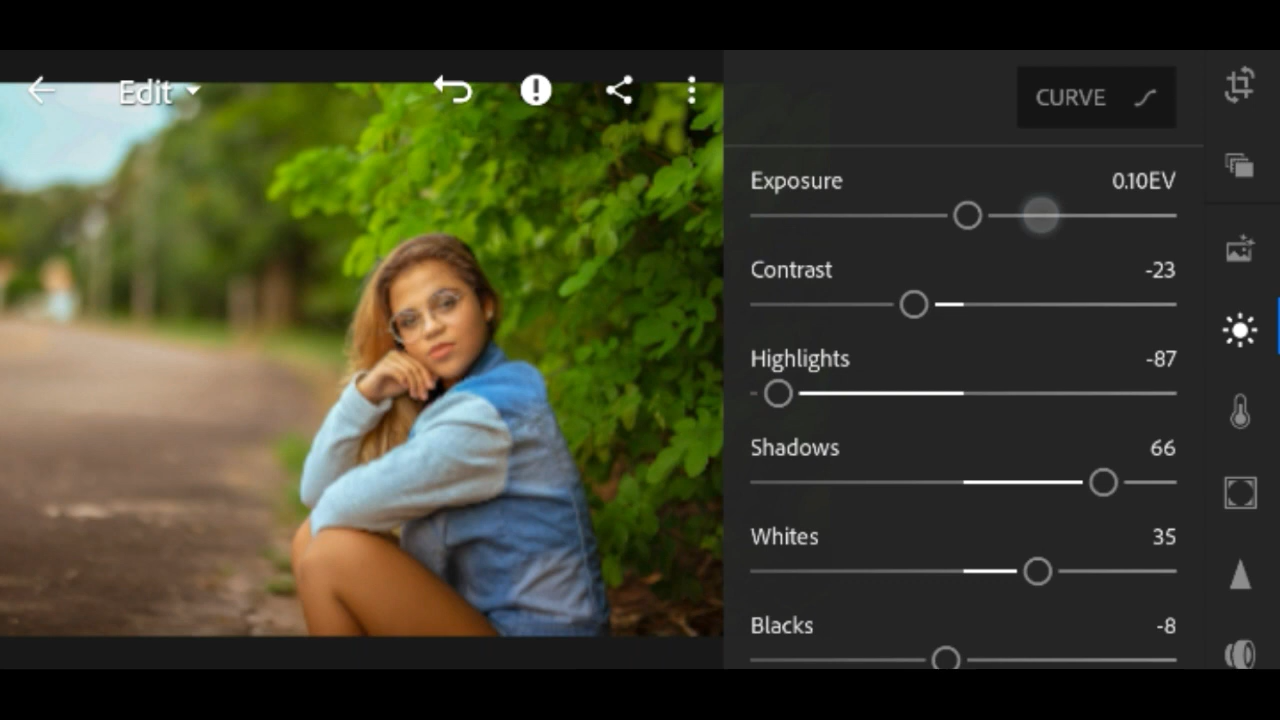 Edit
CURVE
Exposure 0.10EV
Contrast -23
Highlights -87
Shadows 66
Whites 35
Blacks -8